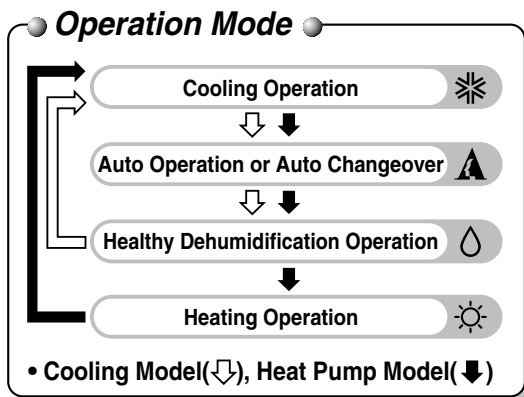 Operation Mode
Cooling Operation
Auto Operation or Auto Changeover
Healthy Dehumidification Operation
Heating Operation
• Cooling Model(⇩), Heat Pump Model(⬇)